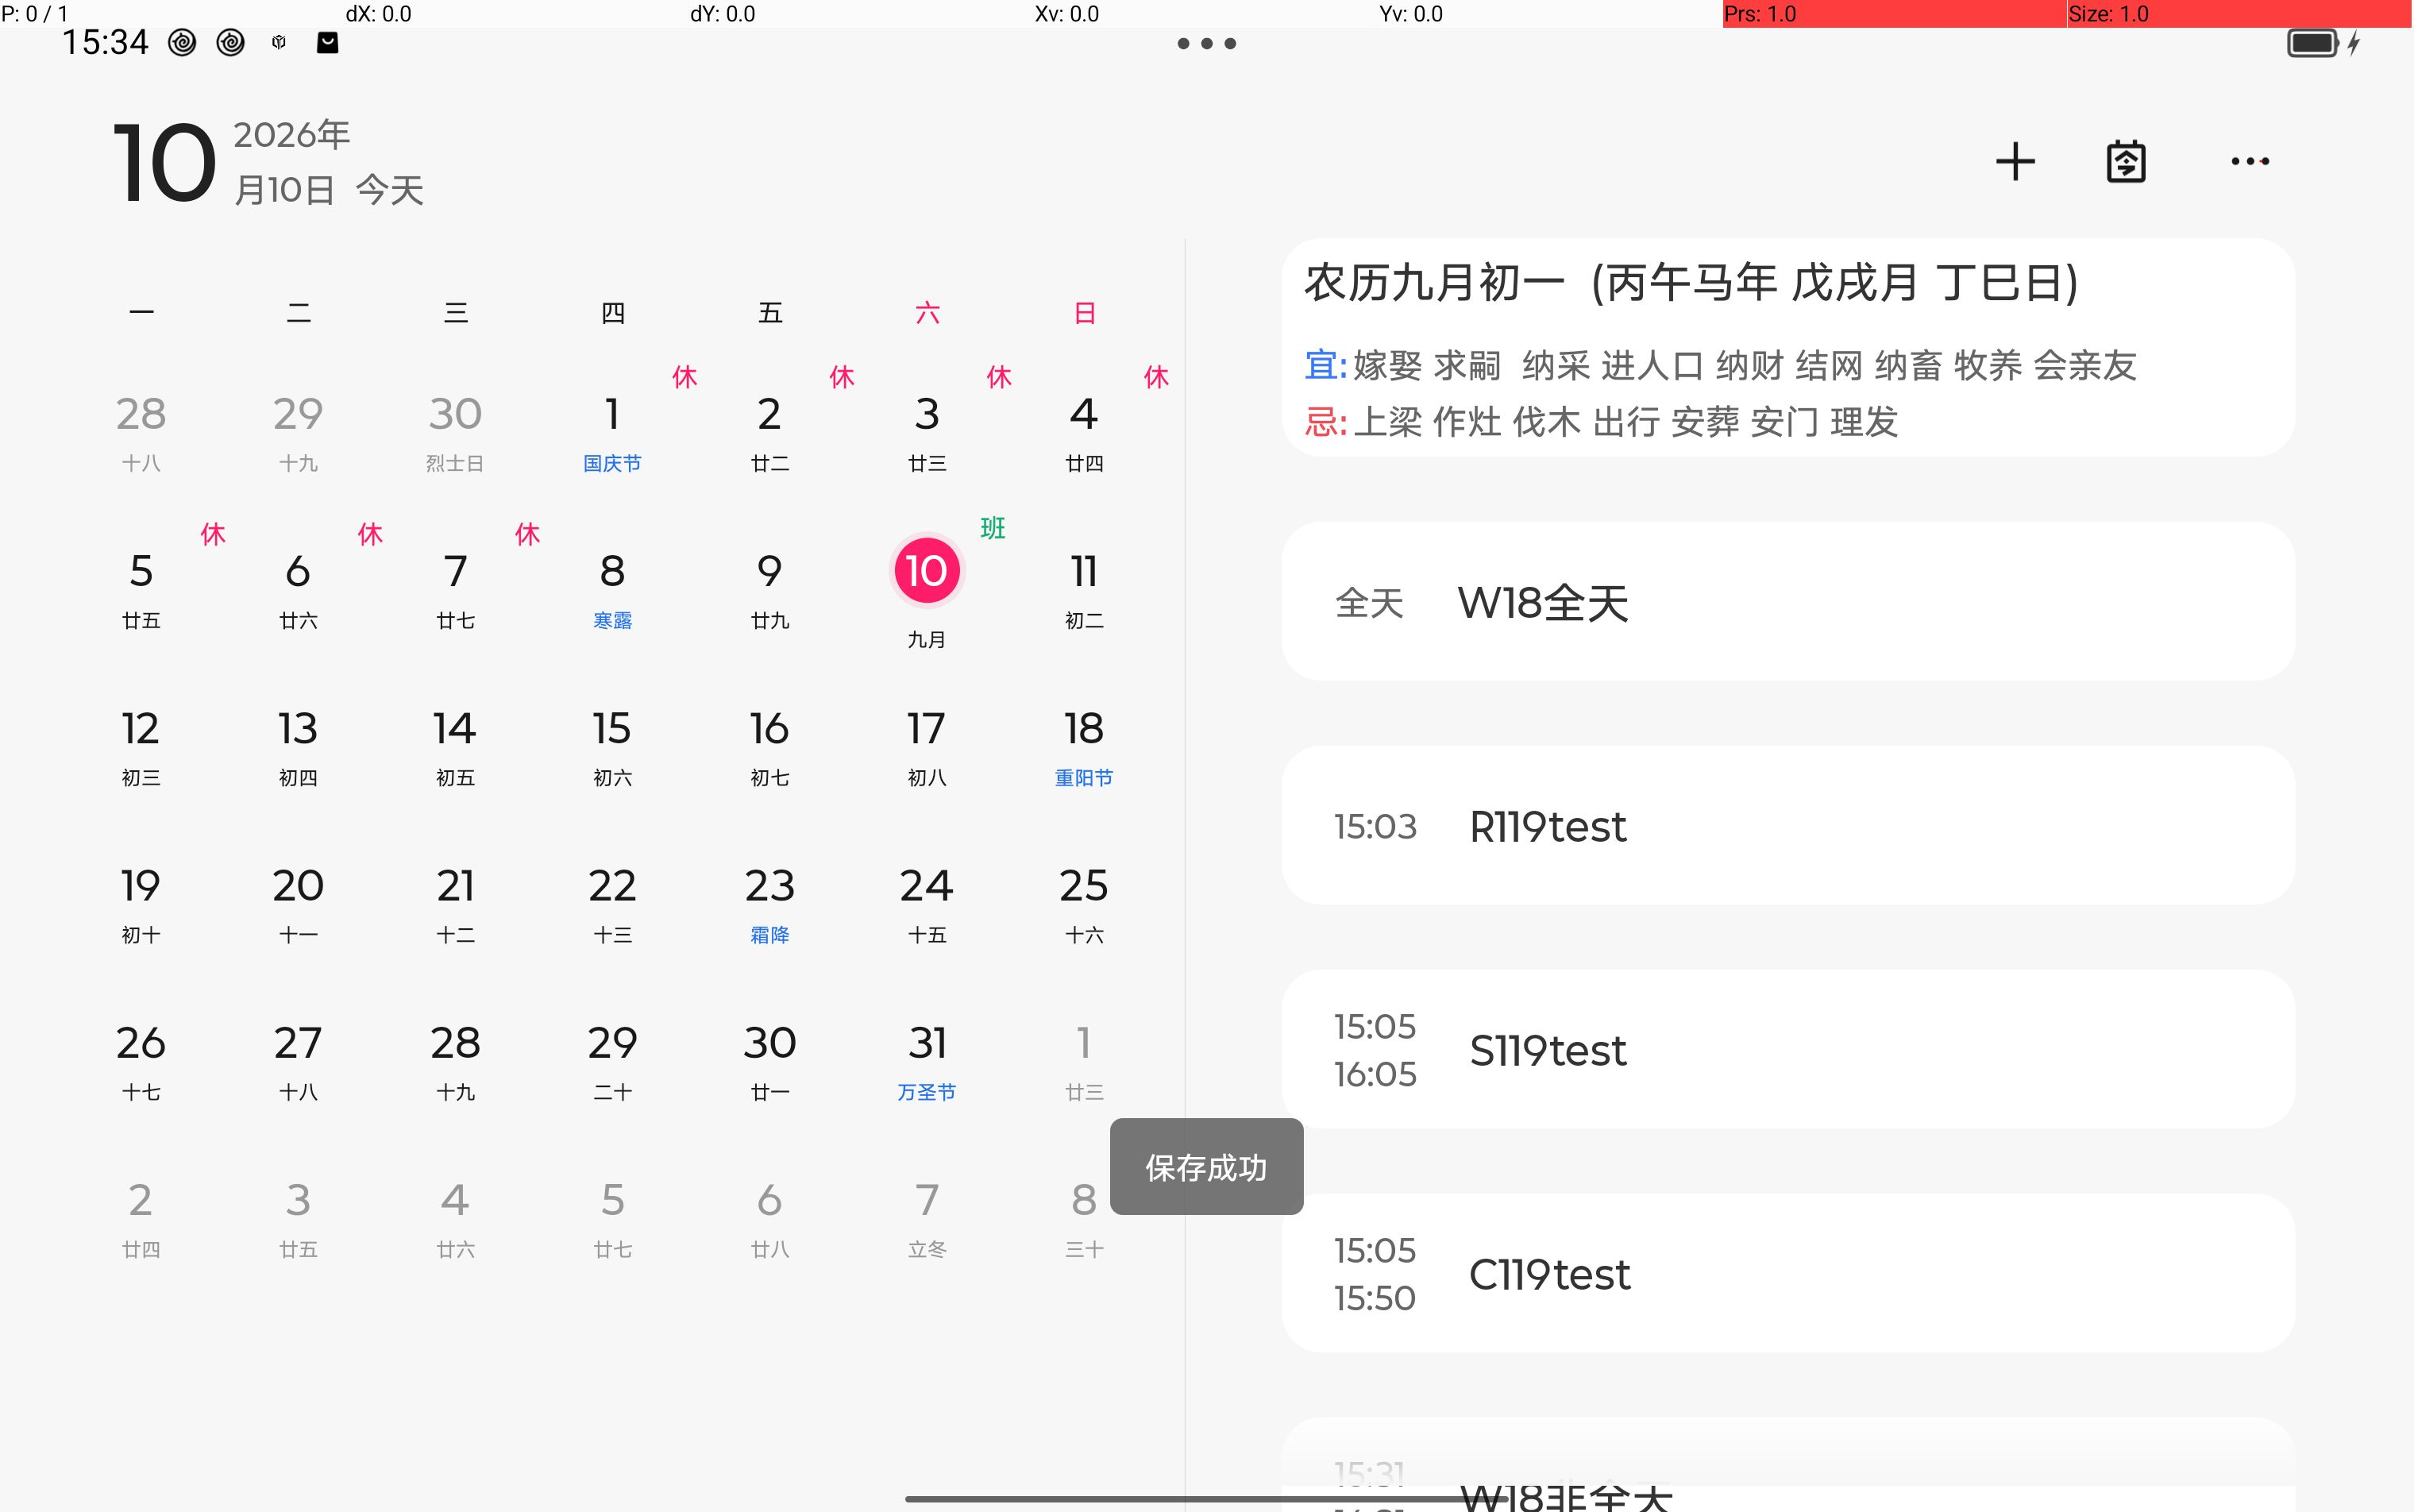 P: 0 / 1 dX: 0.0 dY: 0.0 Xv: 0.0 Yv: 0.0 Prs: 1.0 Size: 1.0
15:34
10
2026年
月10日 今天
一 二 三 四 五 六 日
休 休 休 休
28 29 30 1 2 3 4
十八 十九 烈士日 国庆节 廿二 廿三 廿四
休 休 休 班
5 6 7 8 9 10 11
廿五 廿六 廿七 寒露 廿九 九月 初二
12 13 14 15 16 17 18
初三 初四 初五 初六 初七 初八 重阳节
19 20 21 22 23 24 25
初十 十一 十二 十三 霜降 十五 十六
26 27 28 29 30 31 1
十七 十八 十九 二十 廿一 万圣节 廿三
2 3 4 5 6 7 8
廿四 廿五 廿六 廿七 廿八 立冬 三十
今
农历九月初一 (丙午马年 戊戌月 丁巳日)
宜: 嫁娶 求嗣 纳采 进人口 纳财 结网 纳畜 牧养 会亲友
忌: 上梁 作灶 伐木 出行 安葬 安门 理发
全天 W18全天
15:03 R119test
15:05
16:05
S119test
保存成功
15:05
15:50
C119test
15:31
W18非全天